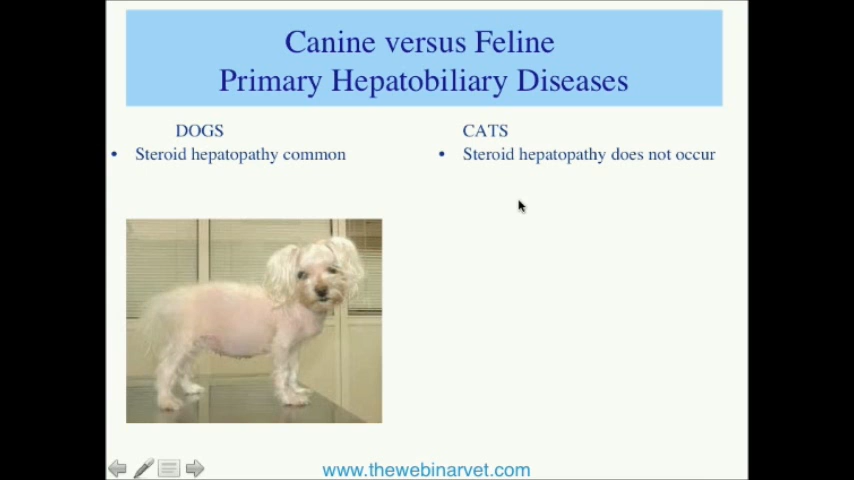 Canine versus Feline
Primary Hepatobiliary Diseases
DOGS
• Steroid hepatopathy common
CATS
• Steroid hepatopathy does not occur
www.thewebinarvet.com